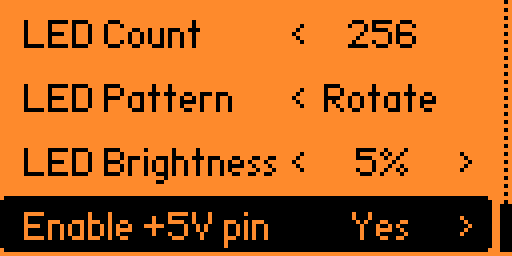 LED Count < 256
LED Pattern < Rotate
LED Brightness < 5% >
Enable +5V pin Yes >